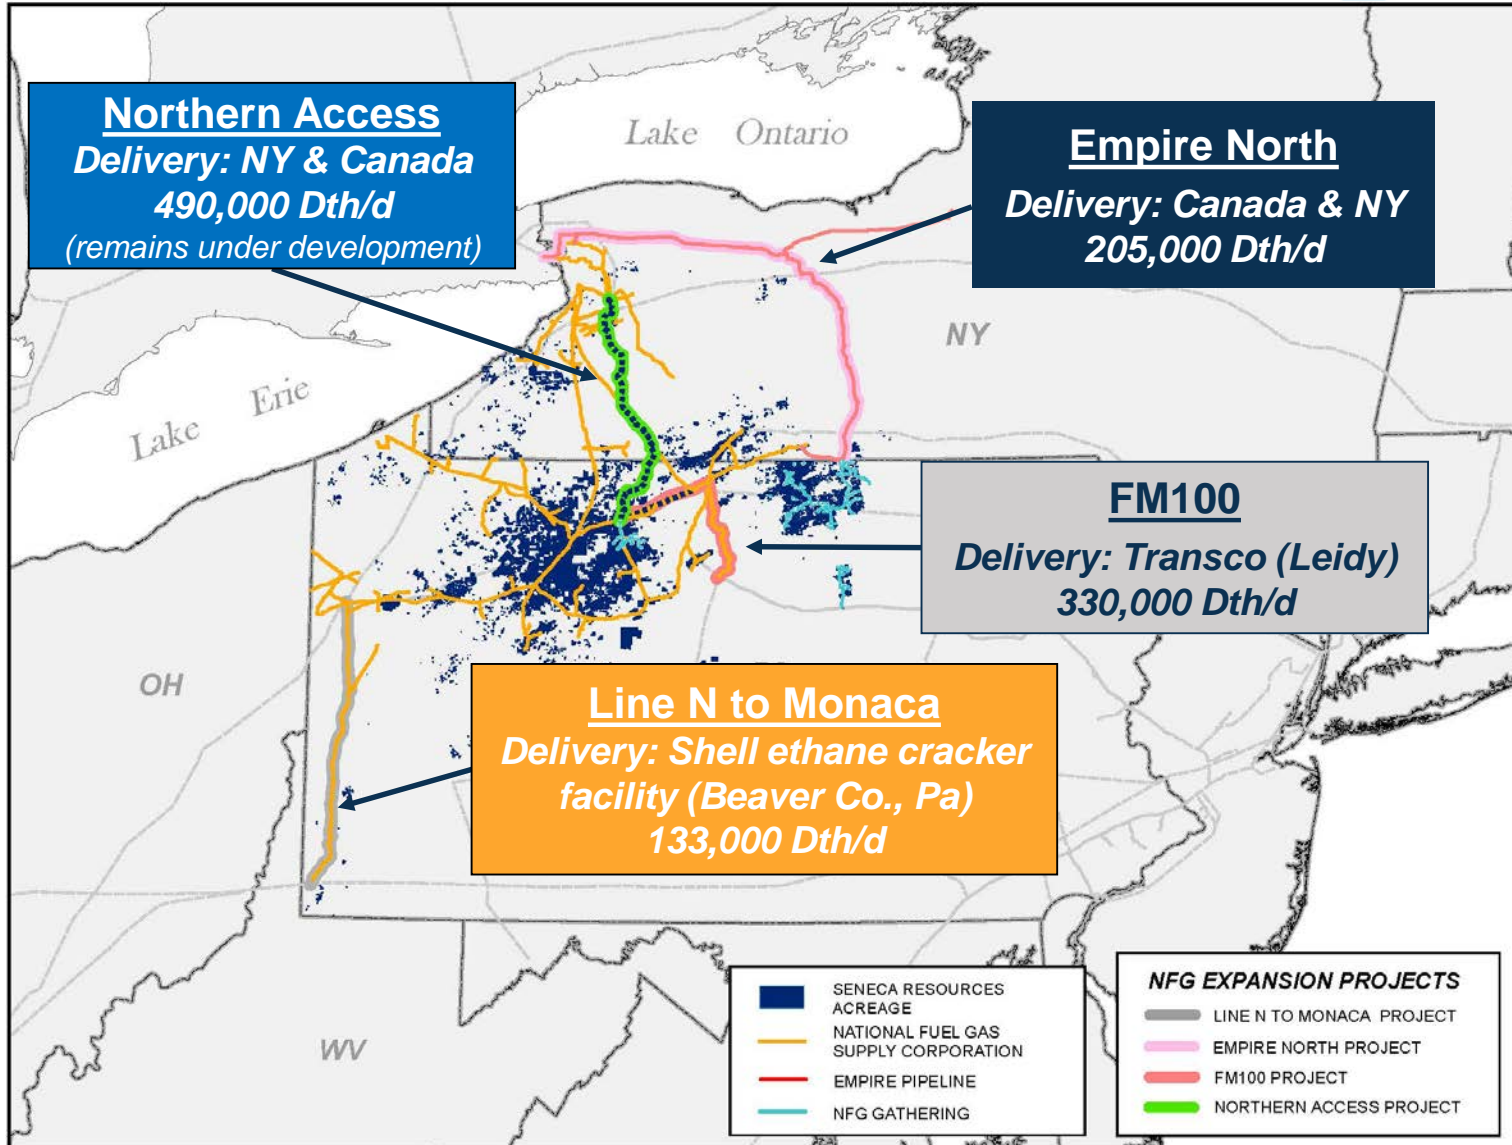 Northern Access
Delivery: NY & Canada
490,000 Dth/d
(remains under development)
Lake Ontario
Empire North
Delivery: Canada & NY
205,000 Dth/d
NY
Lake Erie
FM100
Delivery: Transco (Leidy)
330,000 Dth/d
OH
Line N to Monaca
Delivery: Shell ethane cracker
facility (Beaver Co., Pa)
133,000 Dth/d
WV
SENECA RESOURCES
ACREAGE
NATIONAL FUEL GAS
SUPPLY CORPORATION
EMPIRE PIPELINE
NFG GATHERING
NFG EXPANSION PROJECTS
LINE N TO MONACA PROJECT
EMPIRE NORTH PROJECT
FM100 PROJECT
NORTHERN ACCESS PROJECT